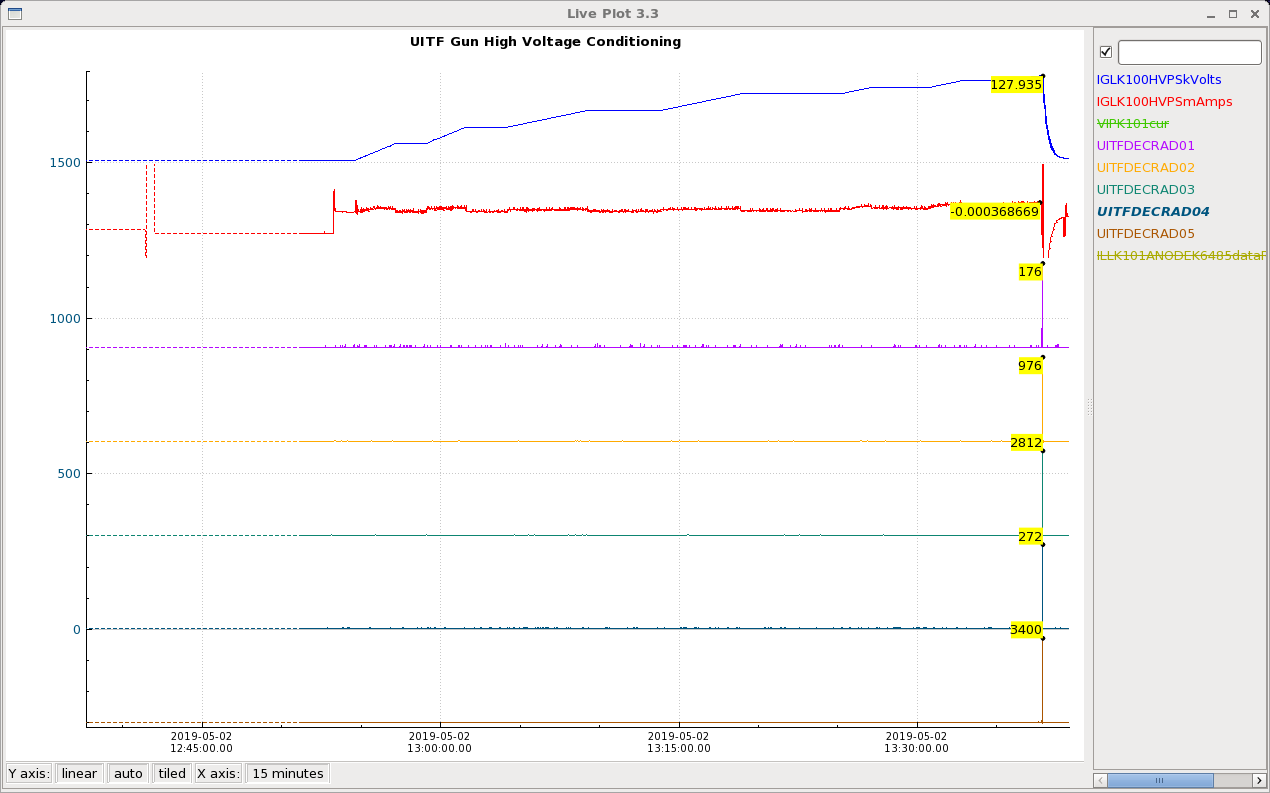 Live Plot 3.3
UITF Gun High Voltage Conditioning
127.935
1500
-0.000368669
176
1000
976
2812
500
272
0
3400
2019-05-02 2019-05-02 2019-05-02 2019-05-02
12:45:00.00 13:00:00.00 13:15:00.00 13:30:00.00
IGLK100HVPSkVolts
IGLK100HVPSmAmps
VIPK101cur
UITFDECRAD01
UITFDECRAD02
UITFDECRAD03
UITFDECRAD04
UITFDECRAD05
ILLK101ANODEK6485dataF
Y axis: linear auto tiled X axis: 15 minutes